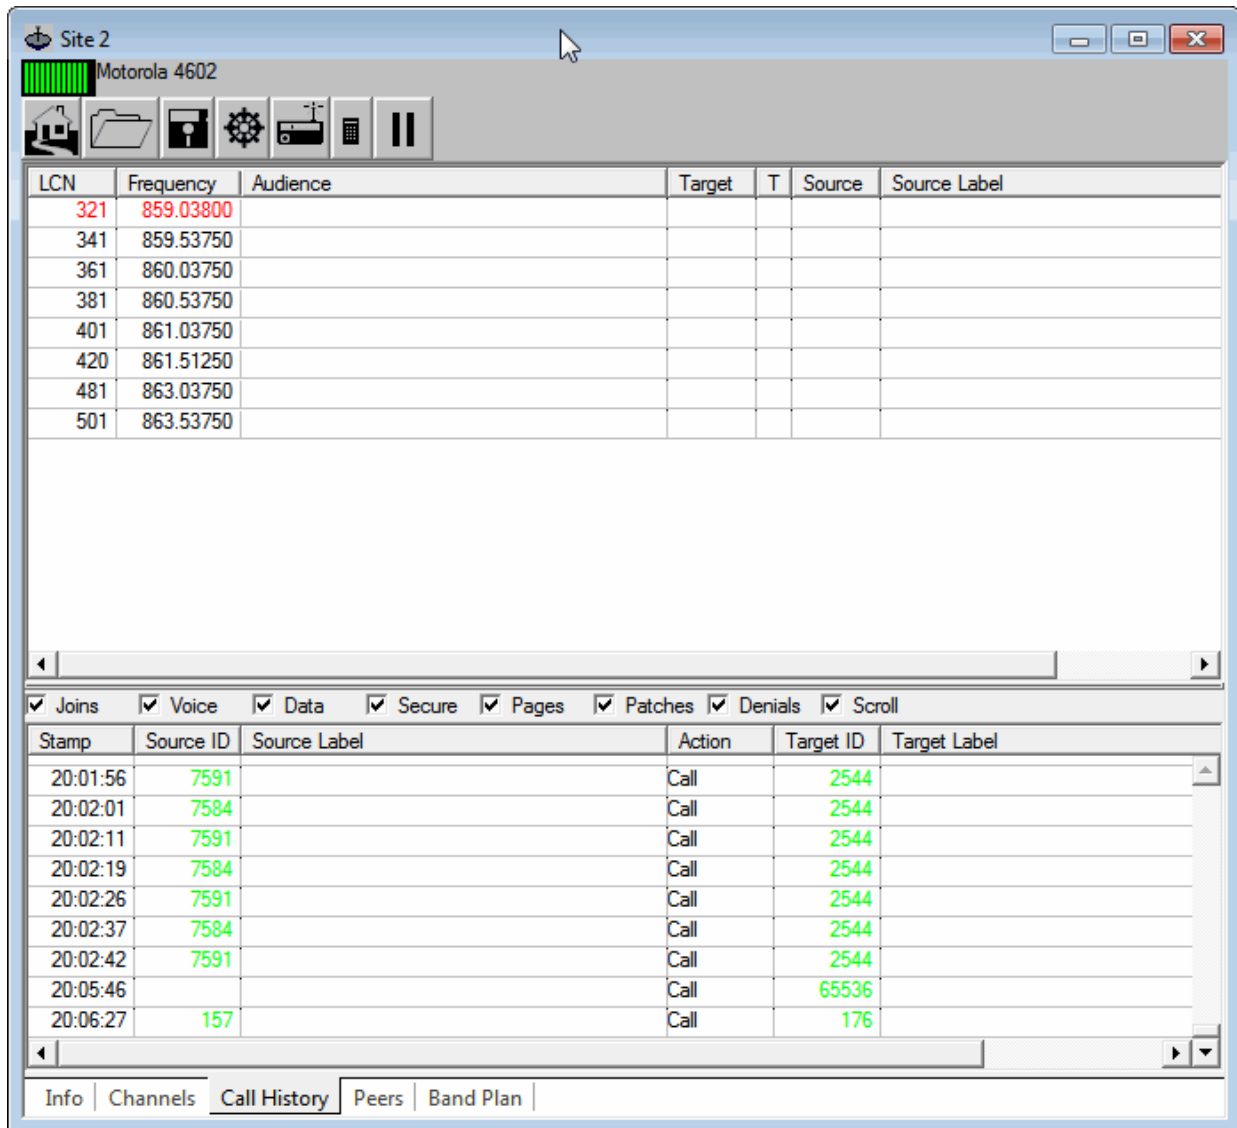 Site 2
Motorola 4602
LCN Frequency Audience Target T Source Source Label
321 859.03800
341 859.53750
361 860.03750
381 860.53750
401 861.03750
420 861.51250
481 863.03750
501 863.53750
Joins Voice Data Secure Pages Patches Denials Scroll
Stamp Source ID Source Label Action Target ID Target Label
20:01:56 7591 Call 2544
20:02:01 7584 Call 2544
20:02:11 7591 Call 2544
20:02:19 7584 Call 2544
20:02:26 7591 Call 2544
20:02:37 7584 Call 2544
20:02:42 7591 Call 2544
20:05:46 Call 65536
20:06:27 157 Call 176
Info Channels Call History Peers Band Plan